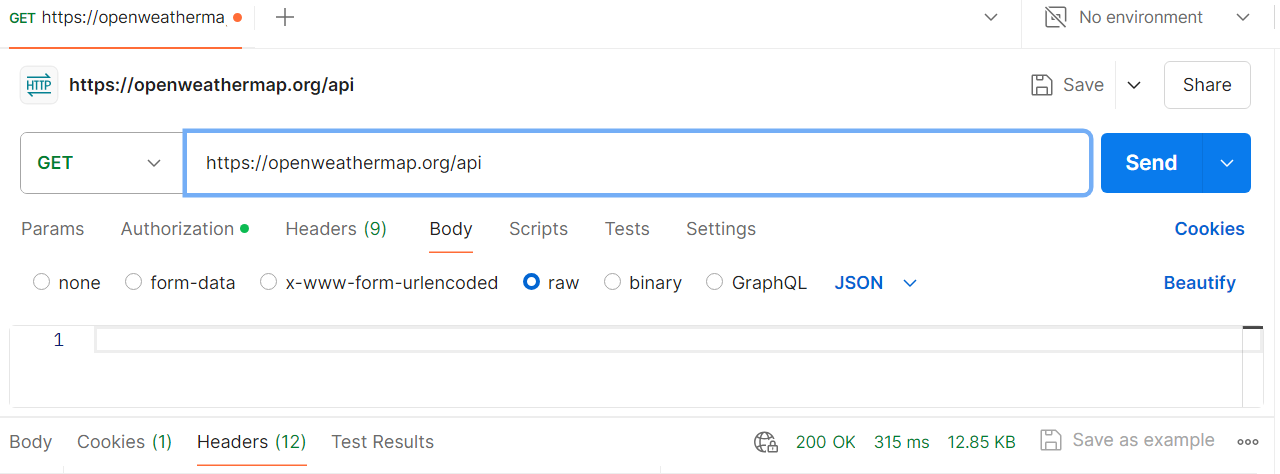 GET https://openweatherma
No environment
HTTP https://openweathermap.org/api Save Share
GET https://openweathermap.org/api Send
Params Authorization Headers (9) Body Scripts Tests Settings Cookies
none form-data x-www-form-urlencoded raw binary GraphQL JSON Beautify
1
Body Cookies (1) Headers (12) Test Results 200 OK 315 ms 12.85 KB Save as example